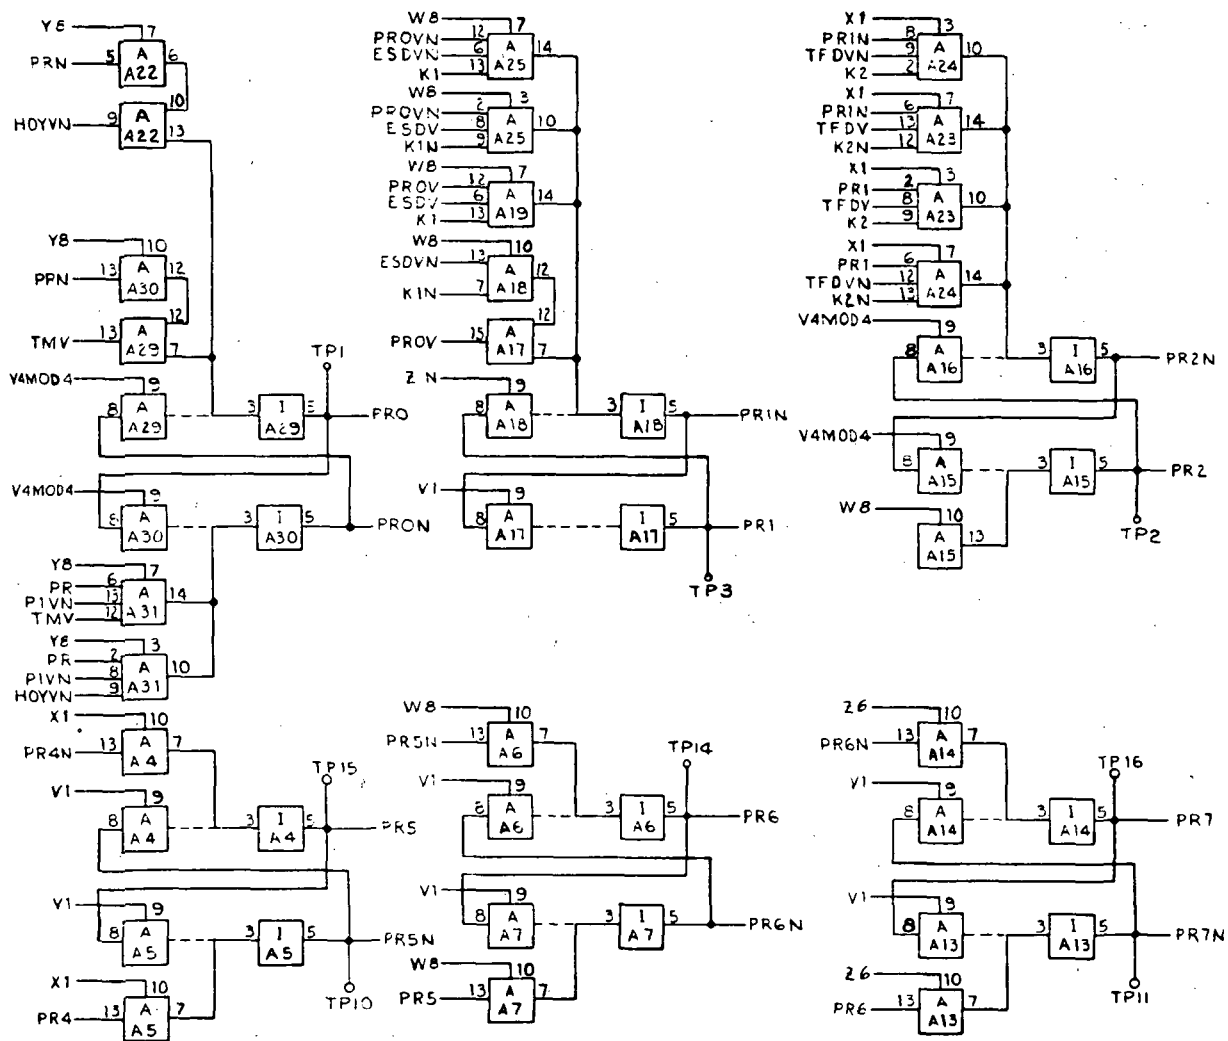 Y8 7
PRN 5 A A22 6
10
HOYVN 9 A A22 13
Y8 10
PRN 13 A A30 12
12
TMV 13 A A29 7
V4MOD4 9
8 A A29 3 I A29 5 PR0
TP1
V4MOD4 9
8 A A30 3 I A30 5 PR0N
Y8 7
PR 6
P1VN 13 A A31 14
TMV 12
Y8 3
PR 2
P1VN 8 A A31 10
HOYVN 9
W8 7
PROVN 12
ESDVN 6 A A25 14
K1 13
W8 3
PROVN 2
ESDV 8 A A25 10
K1N 9
W8 7
PROV 12
ESDV 6 A A19 14
K1 13
W8 10
ESDVN 13 A A18 12
K1N 7
12
PROV 15 A A17 7
ZN 9
8 A A18 3 I A18 5 PR1N
V1 9
8 A A17 I A17 5 PR1
TP3
X1 3
PR1N 8
TFDVN 9 A A24 10
K2 2
X1 7
PR1N 6
TFDV 13 A A23 14
K2N 12
X1 3
PR1 2
TFDV 8 A A23 10
K2 9
X1 7
PR1 6
TFDVN 12 A A24 14
K2N 13
V4MOD4 9
8 A A16 3 I A16 5 PR2N
V4MOD4 9
8 A A15 3 I A15 5 PR2
W8 10
A A15 13
TP2
X1 10
PR4N 13 A A4 7
TP15
V1 9
8 A A4 3 I A4 5 PR5
V1 9
8 A A5 3 I A5 5 PR5N
X1 10
PR4 13 A A5 7
TP10
W8 10
PR5N 13 A A6 7
TP14
V1 9
8 A A6 3 I A6 5 PR6
V1 9
8 A A7 3 I A7 5 PR6N
W8 10
PR5 13 A A7 7
Z6 10
PR6N 13 A A14 7
TP16
V1 9
8 A A14 3 I A14 5 PR7
V1 9
8 A A13 3 I A13 5 PR7N
Z6 10
PR6 13 A A13 7
TP11